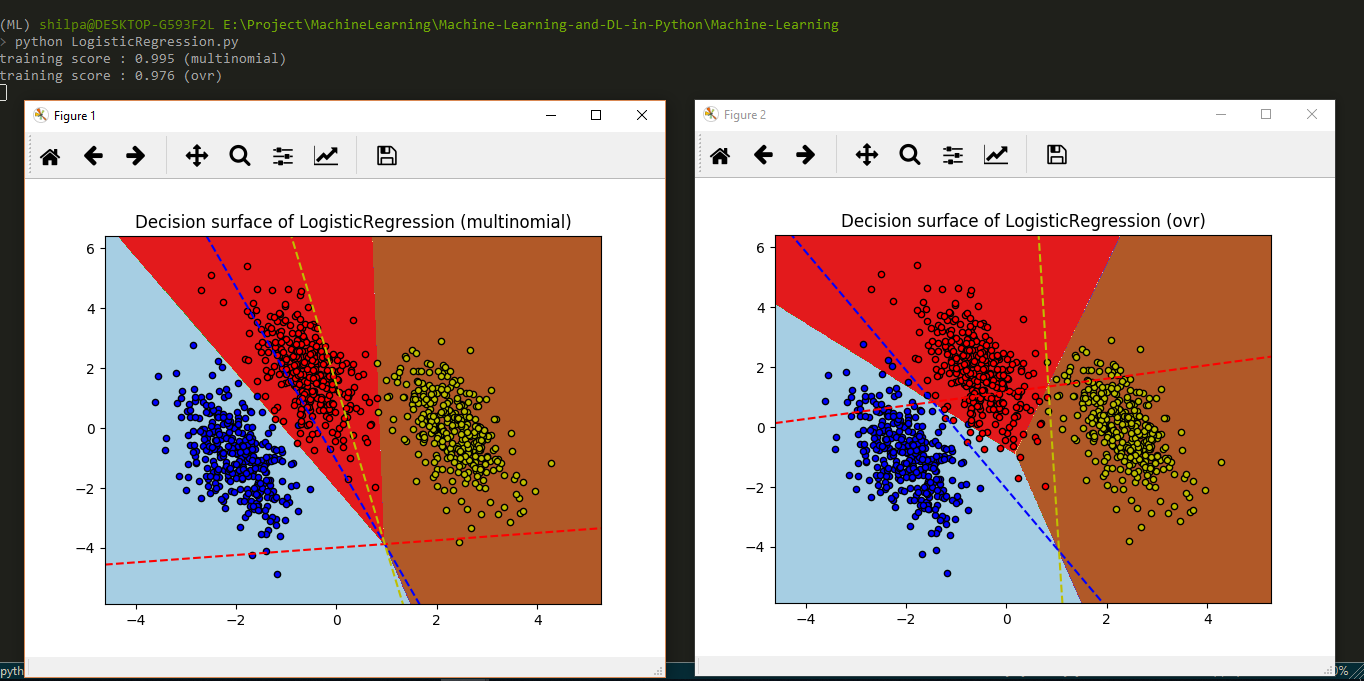 (ML) shilpa@DESKTOP-G593F2L E:\Project\MachineLearning\Machine-Learning-and-DL-in-Python\Machine-Learning
> python LogisticRegression.py
training score : 0.995 (multinomial)
training score : 0.976 (ovr)
Figure 1
Decision surface of LogisticRegression (multinomial)
6
4
2
0
−2
−4
−4
−2
0
2
4
Figure 2
Decision surface of LogisticRegression (ovr)
6
4
2
0
−2
−4
−4
−2
0
2
4
pyth
0%